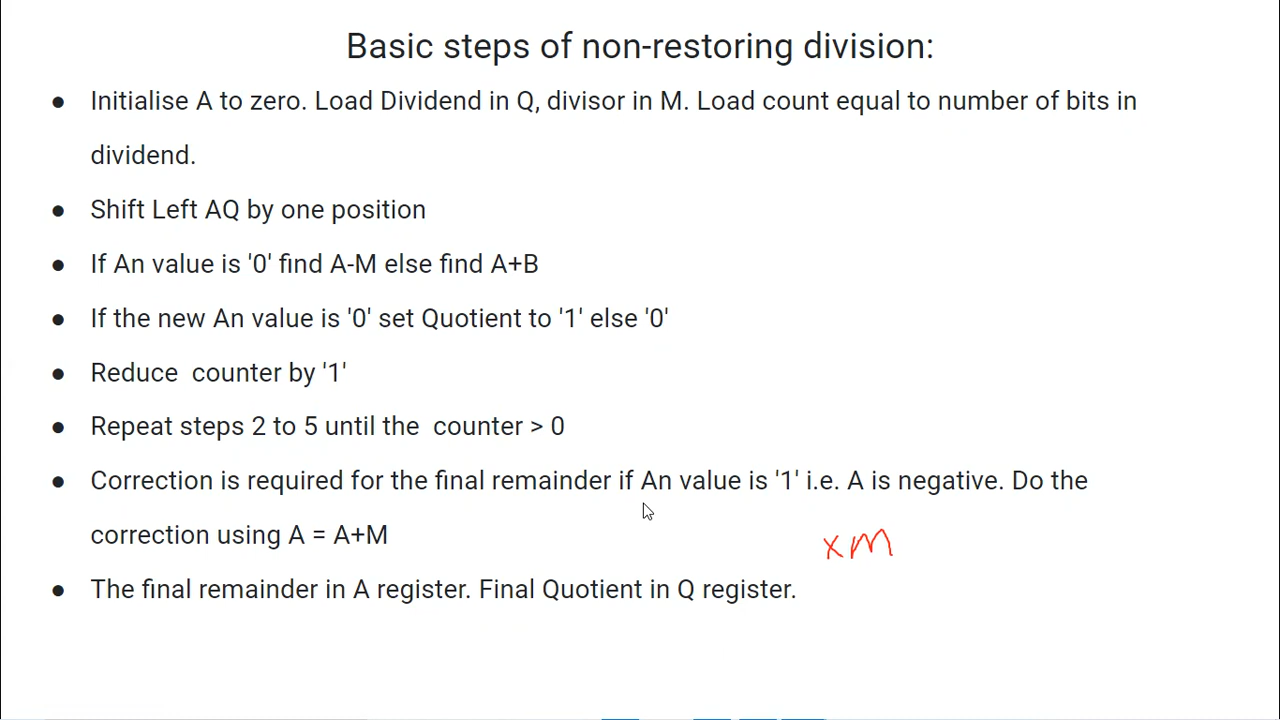 Basic steps of non-restoring division:
● Initialise A to zero. Load Dividend in Q, divisor in M. Load count equal to number of bits in
dividend.
● Shift Left AQ by one position
● If An value is '0' find A-M else find A+B
● If the new An value is '0' set Quotient to '1' else '0'
● Reduce  counter by '1'
● Repeat steps 2 to 5 until the  counter > 0
● Correction is required for the final remainder if An value is '1' i.e. A is negative. Do the
correction using A = A+M
xM
● The final remainder in A register. Final Quotient in Q register.